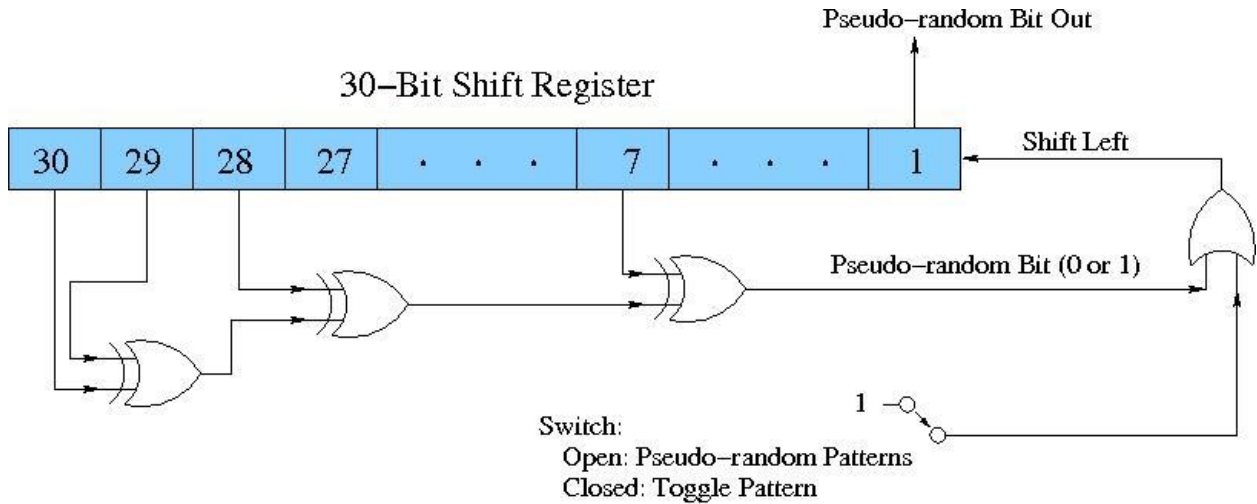 Pseudo-random Bit Out
30-Bit Shift Register
30 29 28 27 . . . 7 . . . 1
Shift Left
Pseudo-random Bit (0 or 1)
1
Switch:
Open: Pseudo-random Patterns
Closed: Toggle Pattern